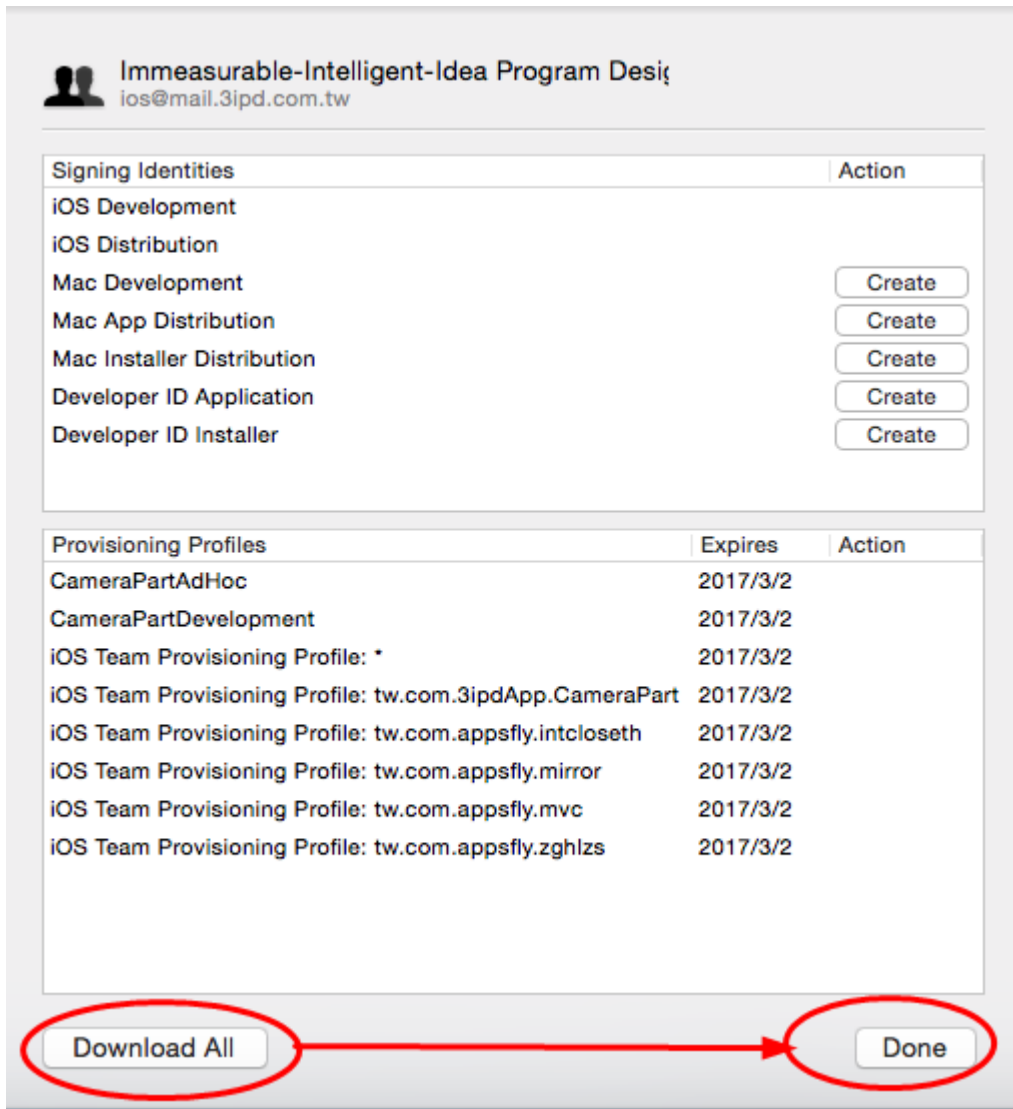 Immeasurable-Intelligent-Idea Program Desig
ios@mail.3ipd.com.tw
Signing Identities Action
iOS Development
iOS Distribution
Mac Development Create
Mac App Distribution Create
Mac Installer Distribution Create
Developer ID Application Create
Developer ID Installer Create
Provisioning Profiles Expires Action
CameraPartAdHoc 2017/3/2
CameraPartDevelopment 2017/3/2
iOS Team Provisioning Profile: * 2017/3/2
iOS Team Provisioning Profile: tw.com.3ipdApp.CameraPart 2017/3/2
iOS Team Provisioning Profile: tw.com.appsfly.intcloseth 2017/3/2
iOS Team Provisioning Profile: tw.com.appsfly.mirror 2017/3/2
iOS Team Provisioning Profile: tw.com.appsfly.mvc 2017/3/2
iOS Team Provisioning Profile: tw.com.appsfly.zghlzs 2017/3/2
Download All Done